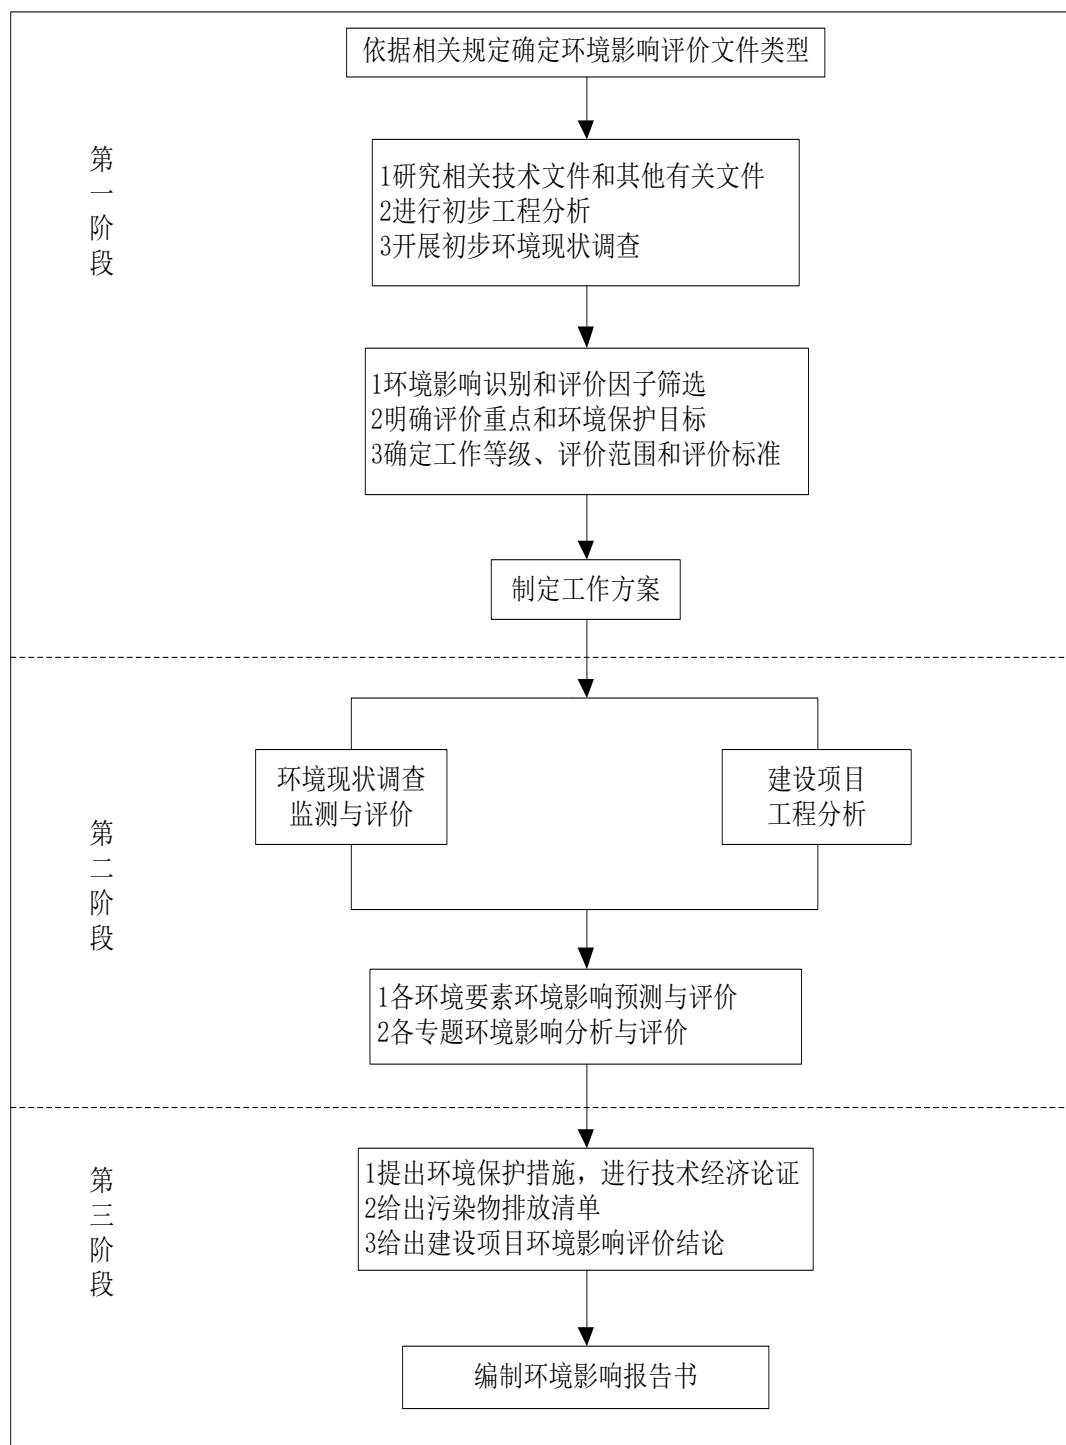 依据相关规定确定环境影响评价文件类型
第一阶段
1研究相关技术文件和其他有关文件
2进行初步工程分析
3开展初步环境现状调查
1环境影响识别和评价因子筛选
2明确评价重点和环境保护目标
3确定工作等级、评价范围和评价标准
制定工作方案
第二阶段
环境现状调查
监测与评价
建设项目
工程分析
1各环境要素环境影响预测与评价
2各专题环境影响分析与评价
第三阶段
1提出环境保护措施，进行技术经济论证
2给出污染物排放清单
3给出建设项目环境影响评价结论
编制环境影响报告书